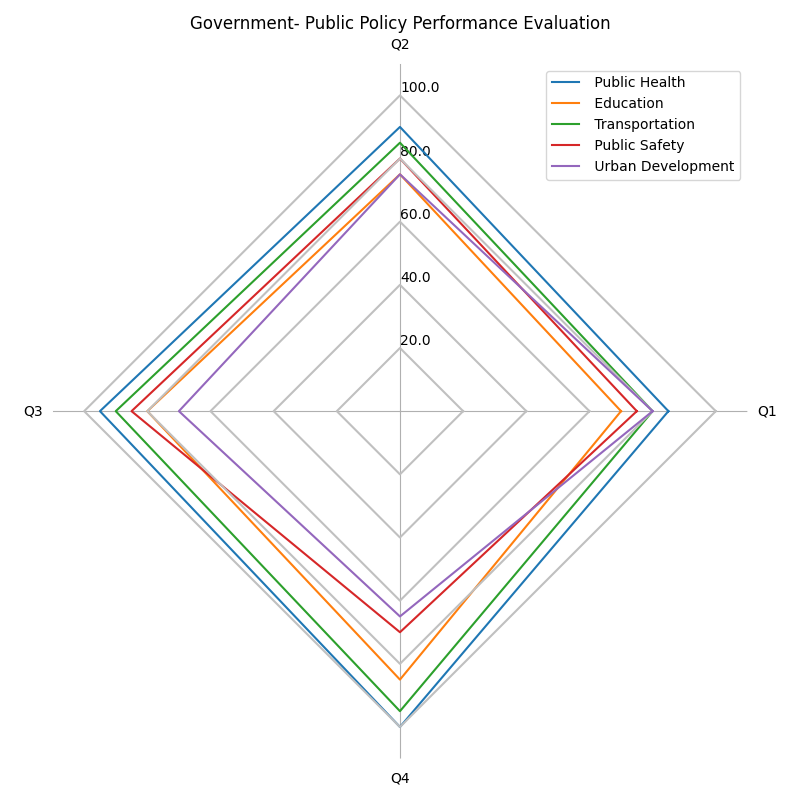 Government- Public Policy Performance Evaluation
Q2
100.0
80.0
60.0
40.0
20.0
Public Health
Education
Transportation
Public Safety
Urban Development
Q3
Q1
Q4